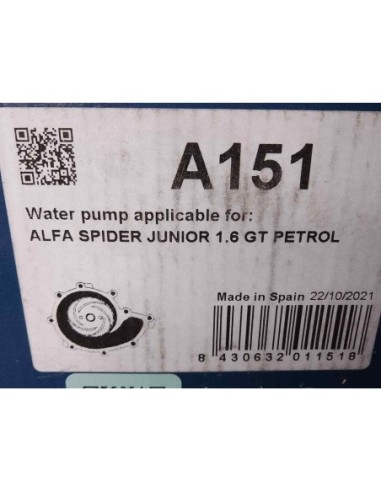 A151
Water pump applicable for:
ALFA SPIDER JUNIOR 1.6 GT PETROL
Made in Spain 22/10/2021
8 430632 011518